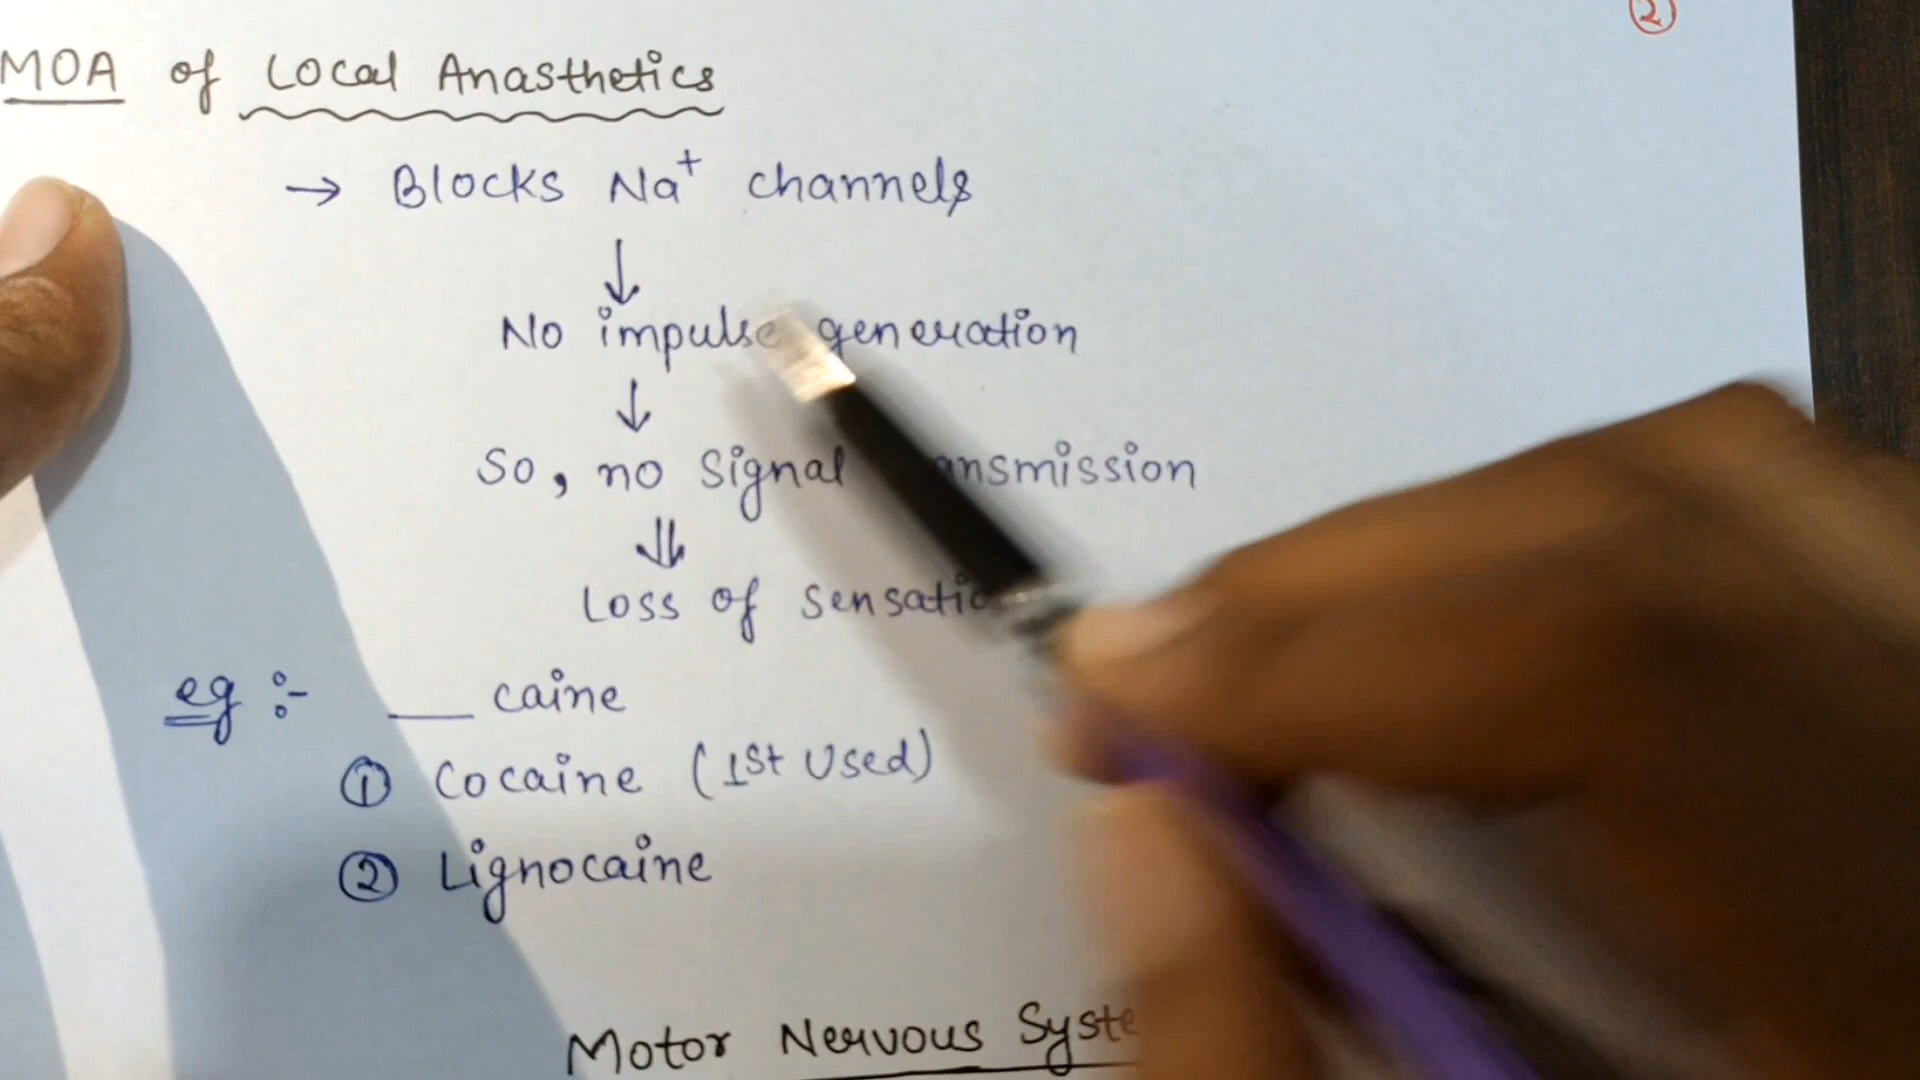 2
MOA of Local Anasthetics
→ Blocks Na⁺ channels
↓
No impulse generation
↓
So, no signal
⇓
Loss of
eg :- ___ caine
① Cocaine (1st Used)
② Lignocaine
Motor Nervous